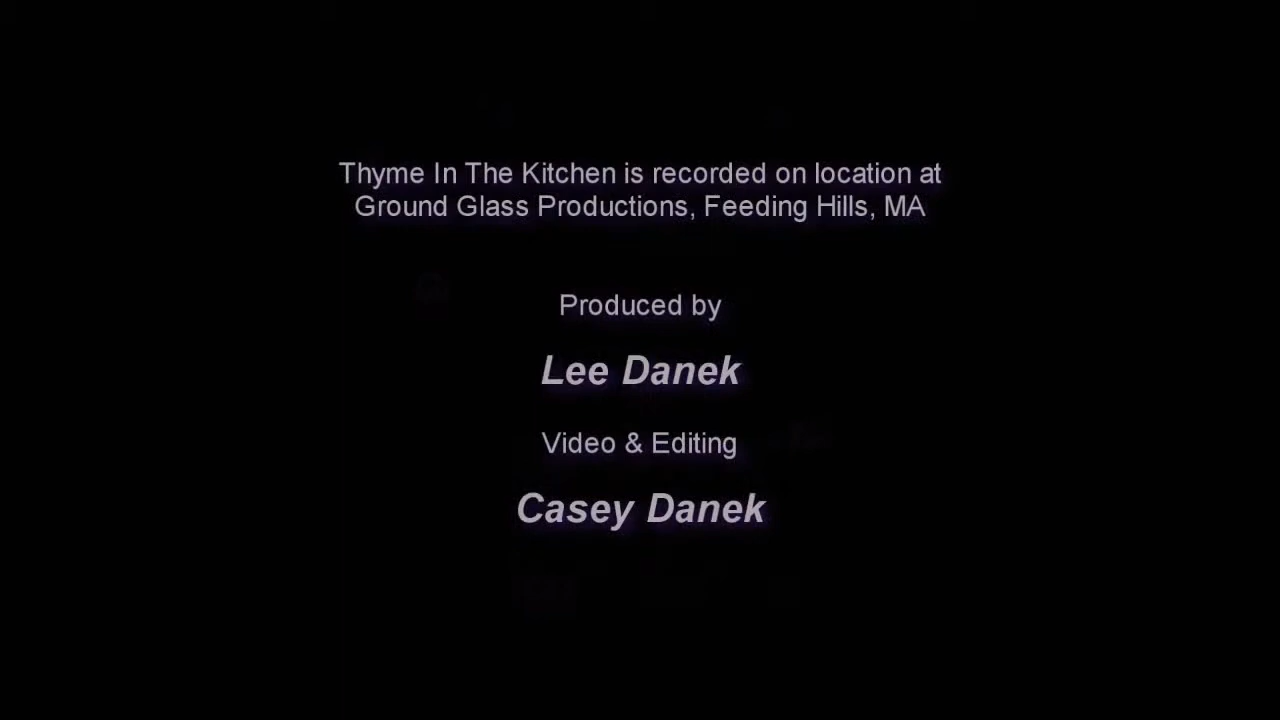 Thyme In The Kitchen is recorded on location at
Ground Glass Productions, Feeding Hills, MA
Produced by
Lee Danek
Video & Editing
Casey Danek